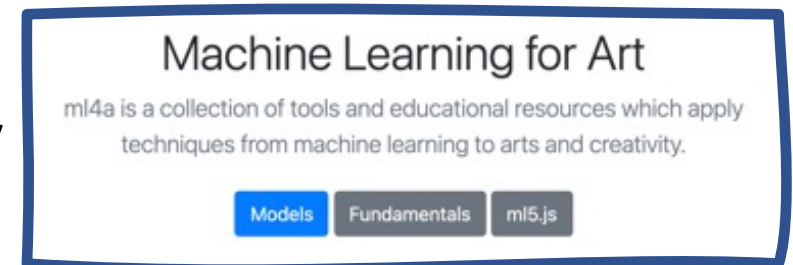 Machine Learning for Art
ml4a is a collection of tools and educational resources which apply
techniques from machine learning to arts and creativity.
Models Fundamentals ml5.js